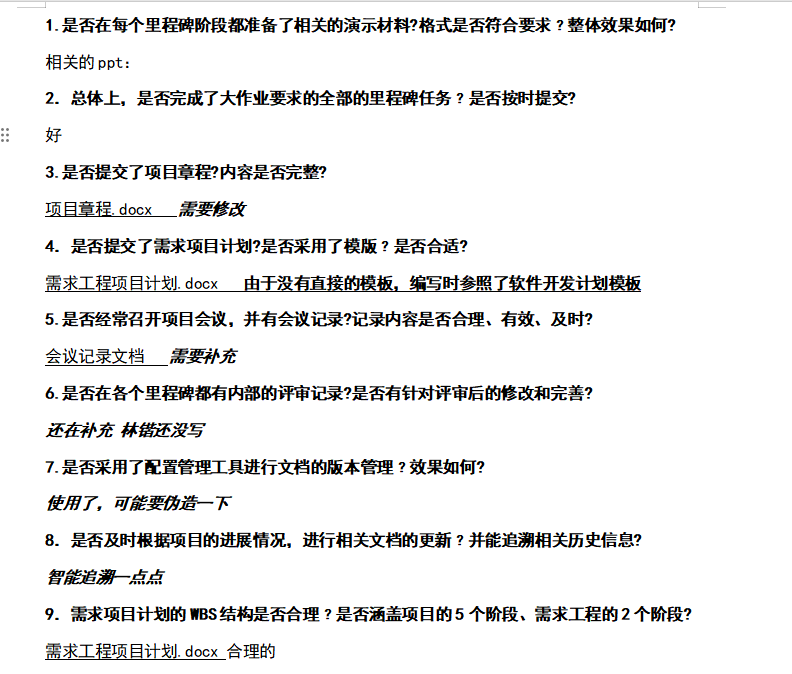 1.是否在每个里程碑阶段都准备了相关的演示材料?格式是否符合要求？整体效果如何?
相关的ppt:
2. 总体上，是否完成了大作业要求的全部的里程碑任务？是否按时提交?
好
3.是否提交了项目章程?内容是否完整?
项目章程.docx 需要修改
4. 是否提交了需求项目计划?是否采用了模版？是否合适?
需求工程项目计划.docx 由于没有直接的模板，编写时参照了软件开发计划模板
5.是否经常召开项目会议，并有会议记录?记录内容是否合理、有效、及时?
会议记录文档 需要补充
6.是否在各个里程碑都有内部的评审记录?是否有针对评审后的修改和完善?
还在补充 林锴还没写
7.是否采用了配置管理工具进行文档的版本管理？效果如何?
使用了，可能要伪造一下
8. 是否及时根据项目的进展情况，进行相关文档的更新？并能追溯相关历史信息?
智能追溯一点点
9. 需求项目计划的WBS结构是否合理？是否涵盖项目的5个阶段、需求工程的2个阶段?
需求工程项目计划.docx 合理的